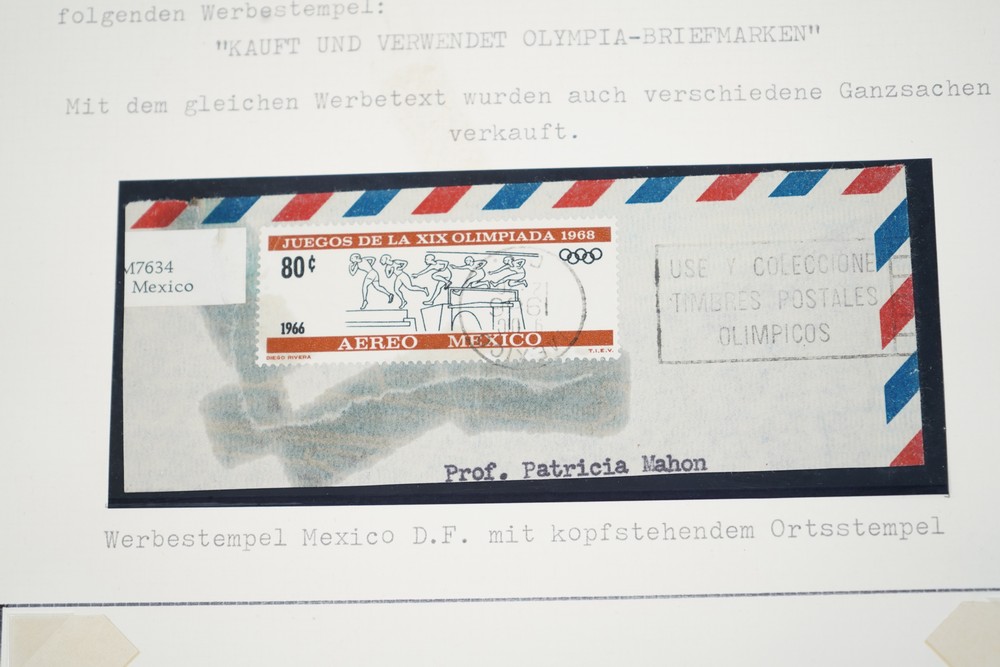 folgenden Werbestempel:
"KAUFT UND VERWENDET OLYMPIA-BRIEFMARKEN"
Mit dem gleichen Werbetext wurden auch verschiedene Ganzsachen
verkauft.
M7634
Mexico
JUEGOS DE LA XIX OLIMPIADA 1968
80¢
1966
AEREO MEXICO
DIEGO RIVERA
T.I.E.V.
USE Y COLECCIONE
TIMBRES POSTALES
OLIMPICOS
Prof. Patricia Mahon
Werbestempel Mexico D.F. mit kopfstehendem Ortsstempel